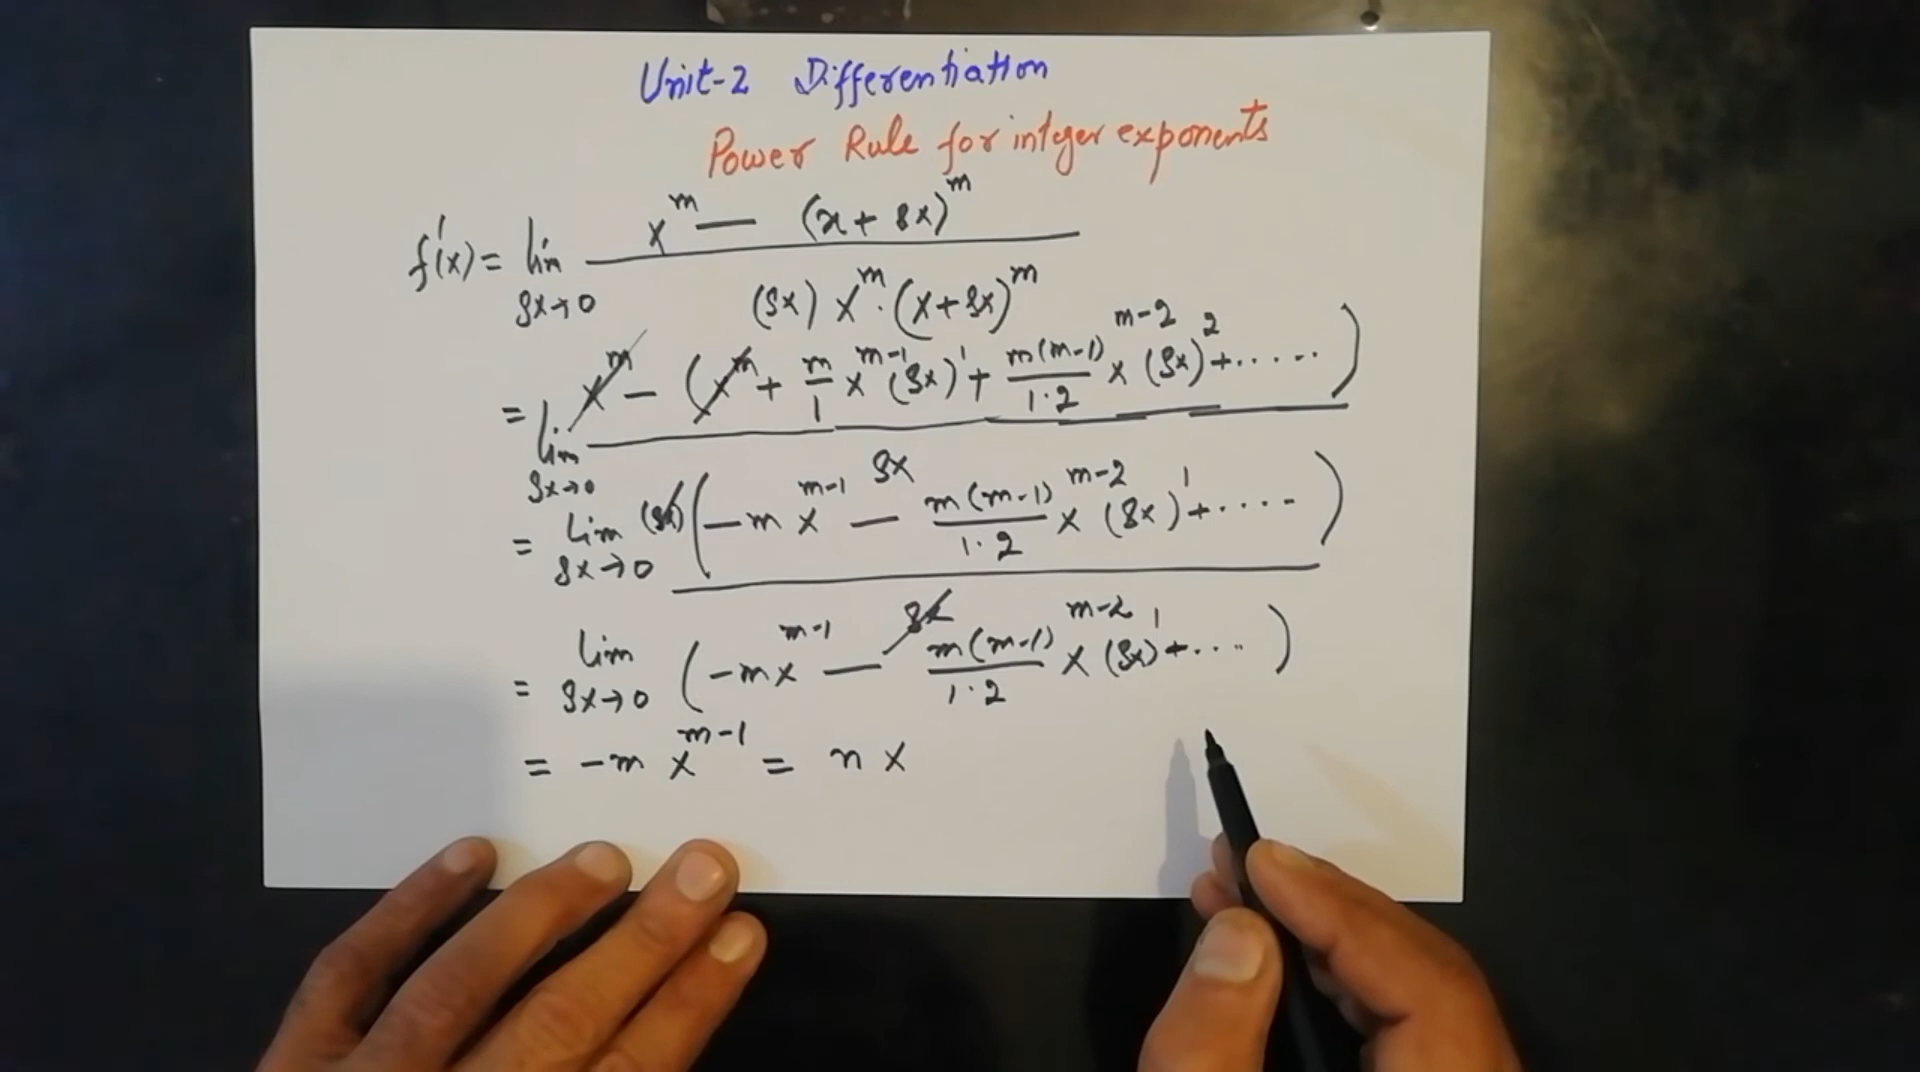 Unit-2 Differentiation
Power Rule for integer exponents
f'(x) = lim δx→0 (x^m — (x + δx)^m) / ((δx) x^m · (x + δx)^m)
= lim δx→0 (x^m — (x^m + m/1 x^(m-1) (δx)^1 + m(m-1)/1·2 x^(m-2) (δx)^2 + ......)) / δx
= lim δx→0 (δx) (—m x^(m-1) — m(m-1)/1·2 x^(m-2) (δx)^1 + ....) / δx
= lim δx→0 (-m x^(m-1) — m(m-1)/1·2 x^(m-2) (δx)^1 + ....)
= -m x^(m-1) = n x